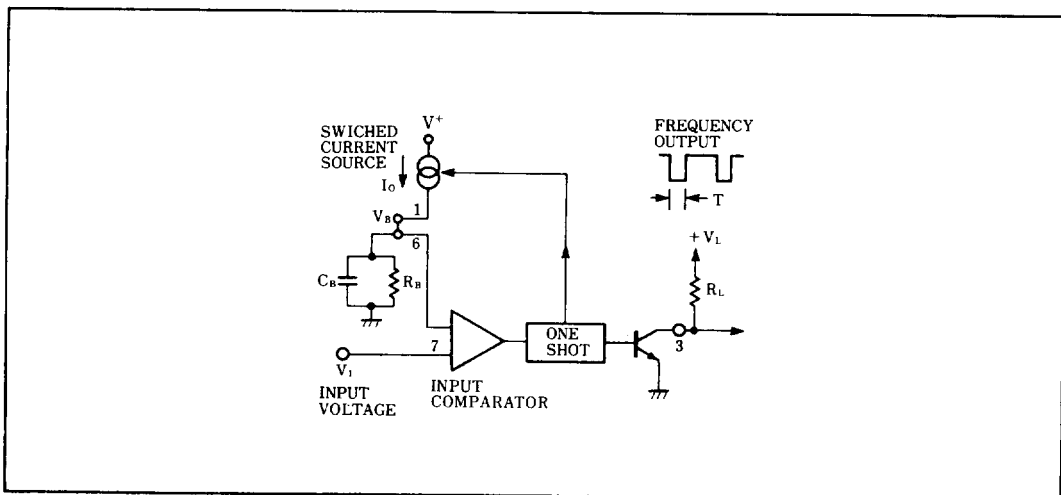 SWICHED
CURRENT
SOURCE
V+
Io
1
VB
6
CB
RB
7
V1
INPUT
VOLTAGE
INPUT
COMPARATOR
ONE
SHOT
FREQUENCY
OUTPUT
T
+ VL
RL
3